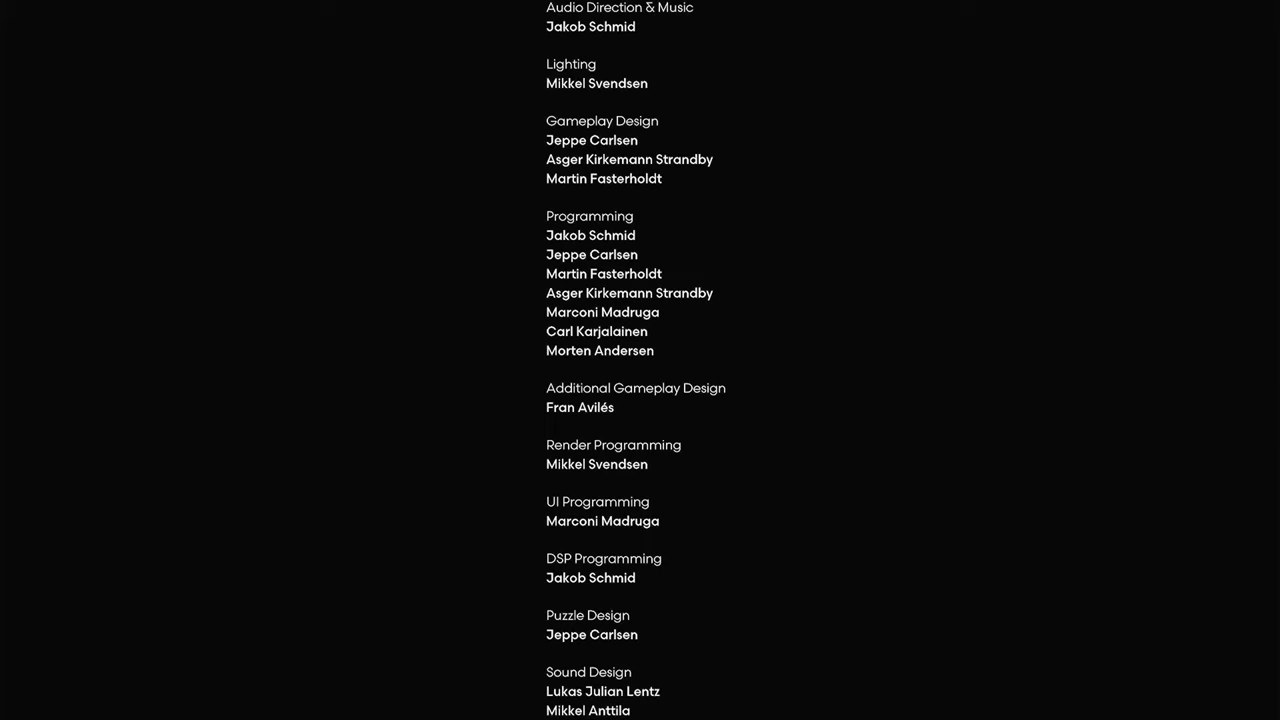 Audio Direction & Music
Jakob Schmid
Lighting
Mikkel Svendsen
Gameplay Design
Jeppe Carlsen
Asger Kirkemann Strandby
Martin Fasterholdt
Programming
Jakob Schmid
Jeppe Carlsen
Martin Fasterholdt
Asger Kirkemann Strandby
Marconi Madruga
Carl Karjalainen
Morten Andersen
Additional Gameplay Design
Fran Avilés
Render Programming
Mikkel Svendsen
UI Programming
Marconi Madruga
DSP Programming
Jakob Schmid
Puzzle Design
Jeppe Carlsen
Sound Design
Lukas Julian Lentz
Mikkel Anttila